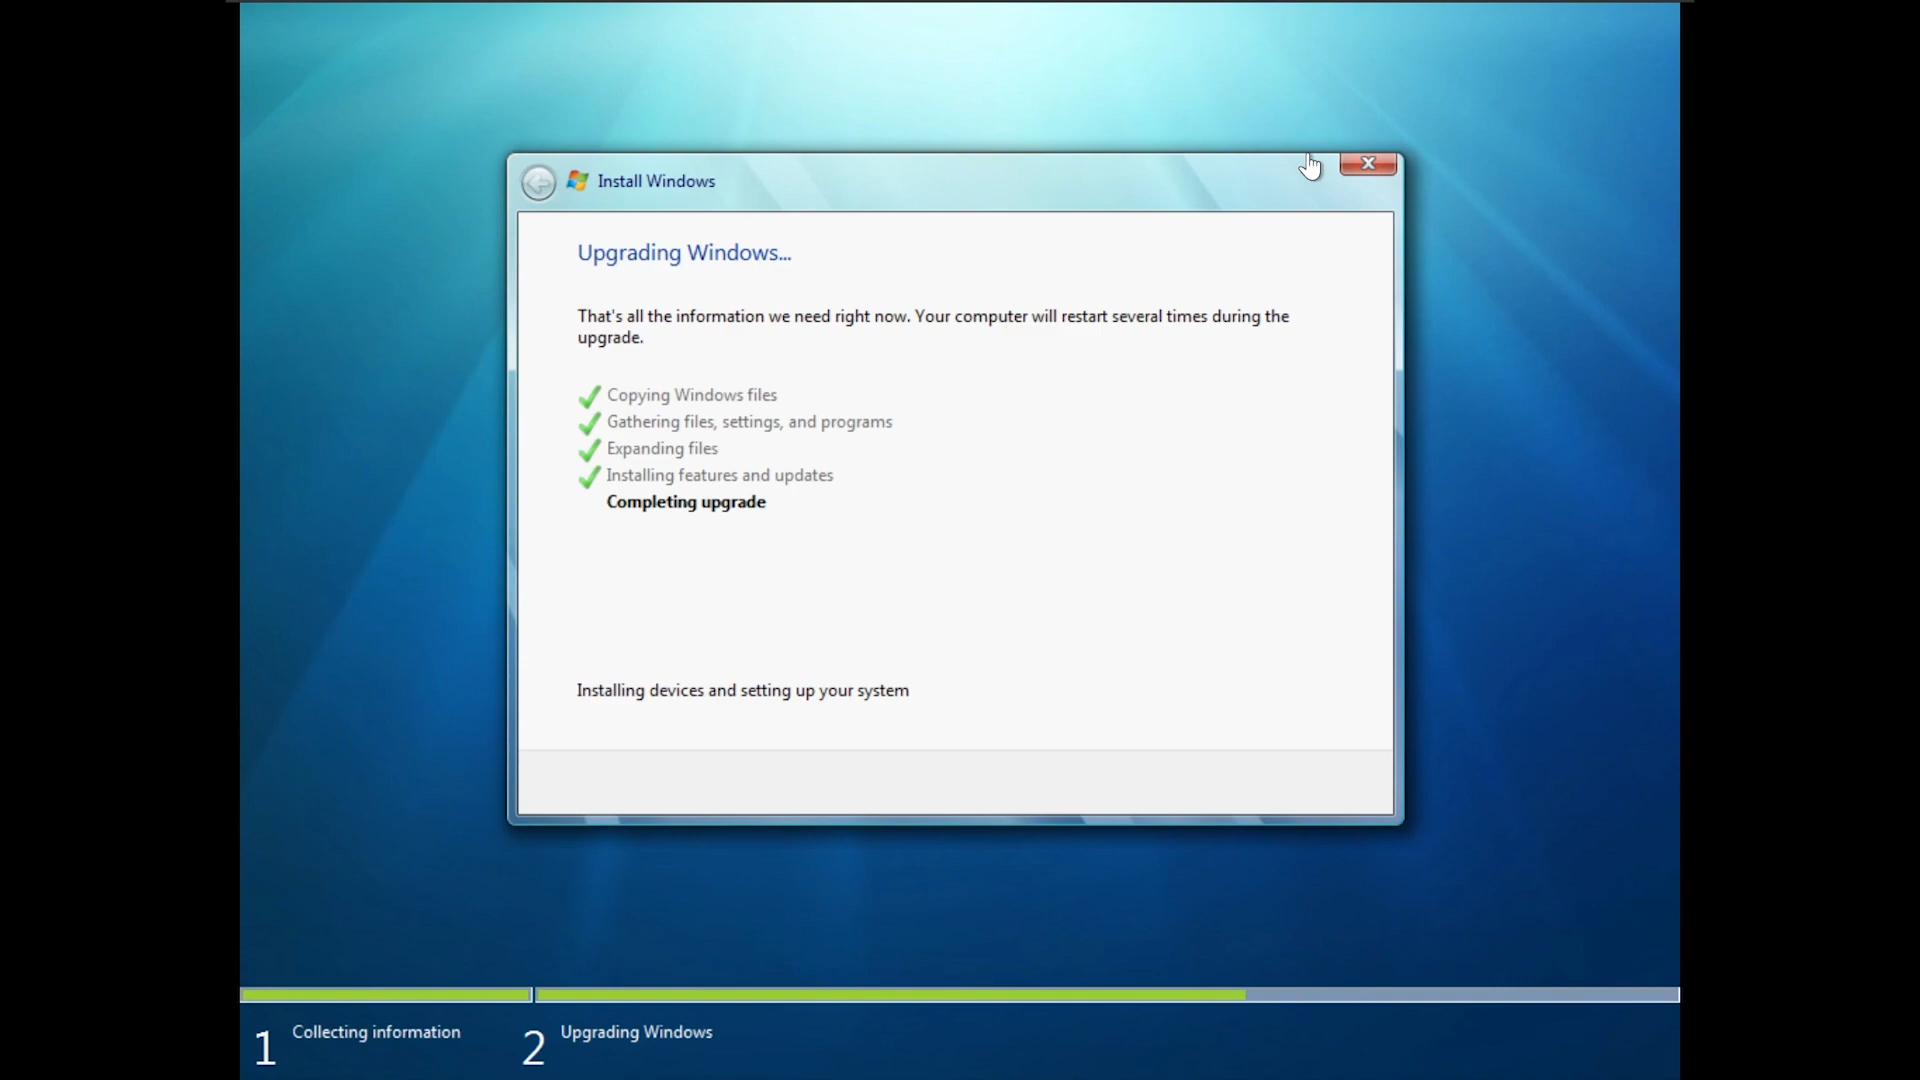 Install Windows
Upgrading Windows...
That's all the information we need right now. Your computer will restart several times during the
upgrade.
Copying Windows files
Gathering files, settings, and programs
Expanding files
Installing features and updates
Completing upgrade
Installing devices and setting up your system
1 Collecting information
2 Upgrading Windows